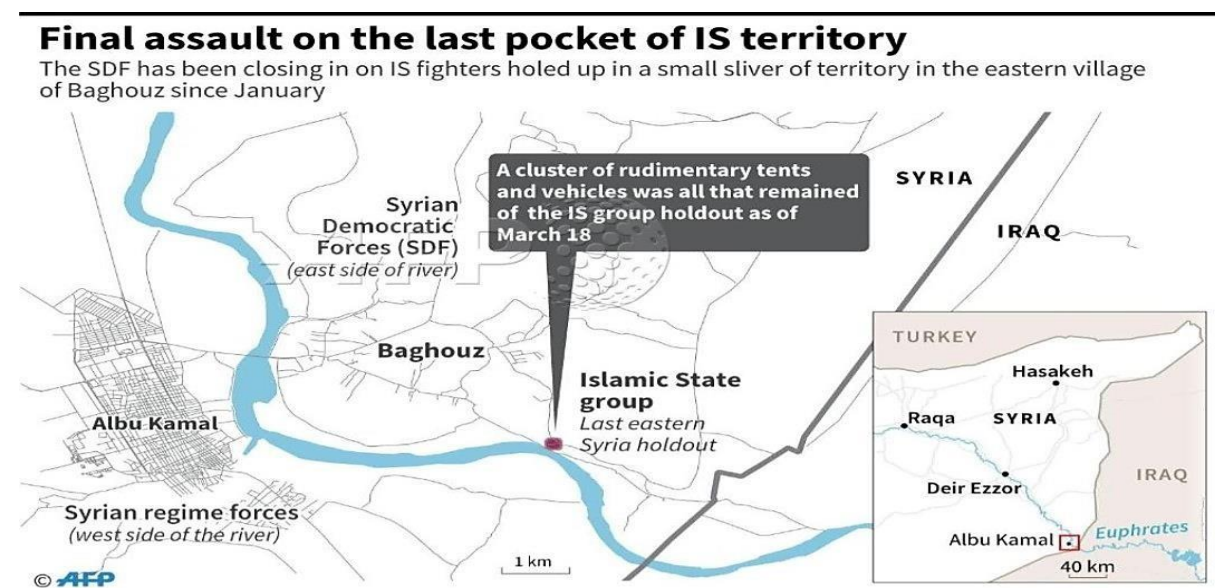 Final assault on the last pocket of IS territory
The SDF has been closing in on IS fighters holed up in a small sliver of territory in the eastern village
of Baghouz since January
A cluster of rudimentary tents
and vehicles was all that remained
of the IS group holdout as of
March 18
SYRIA
IRAQ
Syrian
Democratic
Forces (SDF)
(east side of river)
AFP
Baghouz
Islamic State
group
Last eastern
Syria holdout
Albu Kamal
Syrian regime forces
(west side of the river)
1 km
TURKEY
Hasakeh
Raqa
SYRIA
Deir Ezzor
IRAQ
Albu Kamal
Euphrates
40 km
© AFP